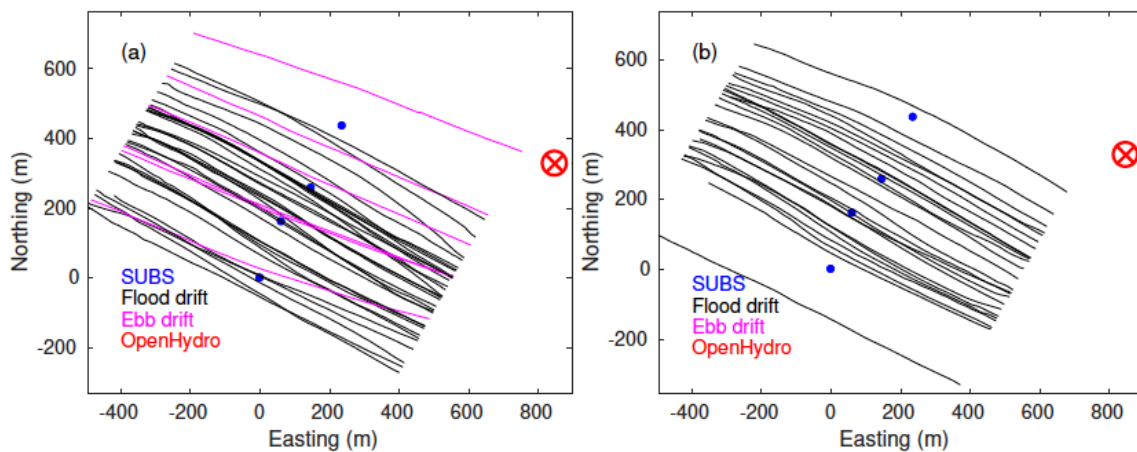 (a)
600
400
200
0
-200
Northing (m)
SUBS
Flood drift
Ebb drift
OpenHydro
-400 -200 0 200 400 600 800
Easting (m)
(b)
600
400
200
0
-200
Northing (m)
SUBS
Flood drift
Ebb drift
OpenHydro
-400 -200 0 200 400 600 800
Easting (m)